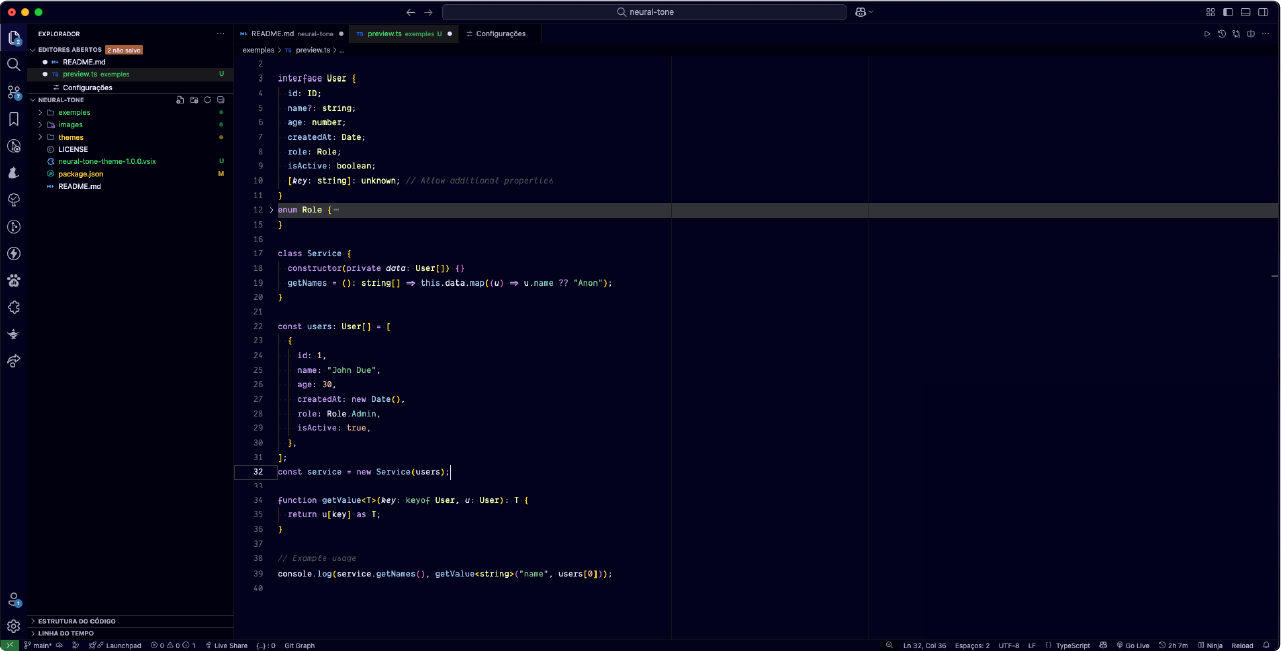 neural-tone
EXPLORADOR
README.md neural-tone
TS preview.ts exemples U
Configurações
EDITORES ABERTOS 2 não salvo
exemples > TS preview.ts > ...
README.md
TS preview.ts exemples U
Configurações
NEURAL-TONE
exemples
images
themes
LICENSE
neural-tone-theme-1.0.0.vsix U
package.json M
README.md
2
3 interface User {
4 id: ID;
5 name?: string;
6 age: number;
7 createdAt: Date;
8 role: Role;
9 isActive: boolean;
10 [key: string]: unknown; // Allow additional properties
11 }
12 enum Role {⋯
15 }
16
17 class Service {
18 constructor(private data: User[]) {}
19 getNames = (): string[] => this.data.map((u) => u.name ?? "Anon");
20 }
21
22 const users: User[] = [
23 {
24 id: 1,
25 name: "John Due",
26 age: 30,
27 createdAt: new Date(),
28 role: Role.Admin,
29 isActive: true,
30 },
31 ];
32 const service = new Service(users);
33
34 function getValue<T>(key: keyof User, u: User): T {
35 return u[key] as T;
36 }
37
38 // Example usage
39 console.log(service.getNames(), getValue<string>("name", users[0]));
40
ESTRUTURA DO CÓDIGO
LINHA DO TEMPO
main* Launchpad 0 0 1 Live Share {..} : 0 Git Graph Ln 32, Col 36 Espaços: 2 UTF-8 LF {} TypeScript Go Live 2h 7m Ninja Reload